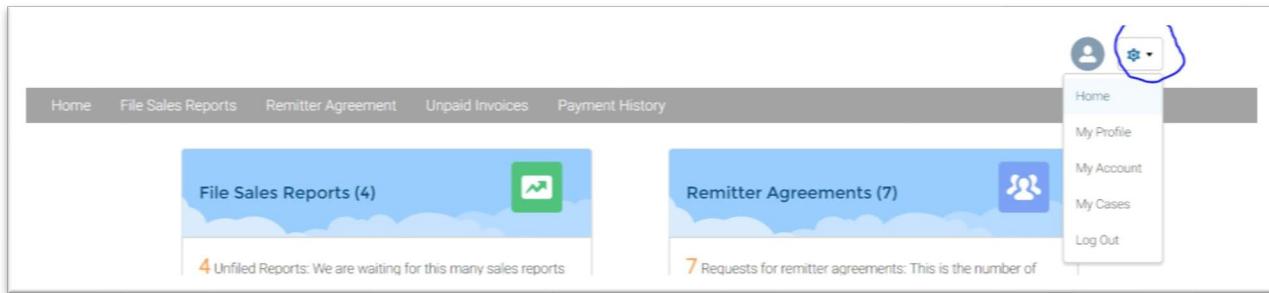 Home File Sales Reports Remitter Agreement Unpaid Invoices Payment History
Home
My Profile
My Account
My Cases
Log Out
File Sales Reports (4)
4 Unfiled Reports: We are waiting for this many sales reports
Remitter Agreements (7)
7 Requests for remitter agreements: This is the number of